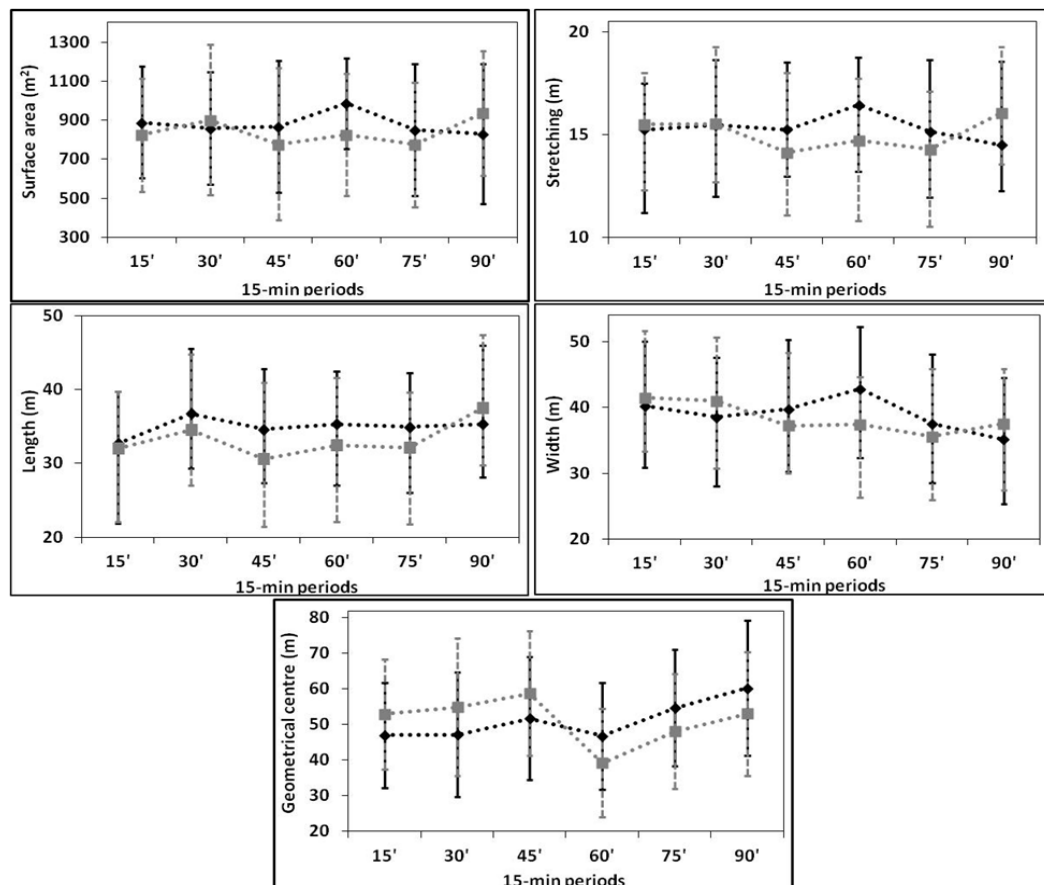 Surface area (m²)
1300
1100
900
700
500
300
15' 30' 45' 60' 75' 90'
15-min periods
Stretching (m)
20
15
10
15' 30' 45' 60' 75' 90'
15-min periods
Length (m)
50
40
30
20
15' 30' 45' 60' 75' 90'
15-min periods
Width (m)
50
40
30
20
15' 30' 45' 60' 75' 90'
15-min periods
Geometrical centre (m)
80
70
60
50
40
30
20
15' 30' 45' 60' 75' 90'
15-min periods